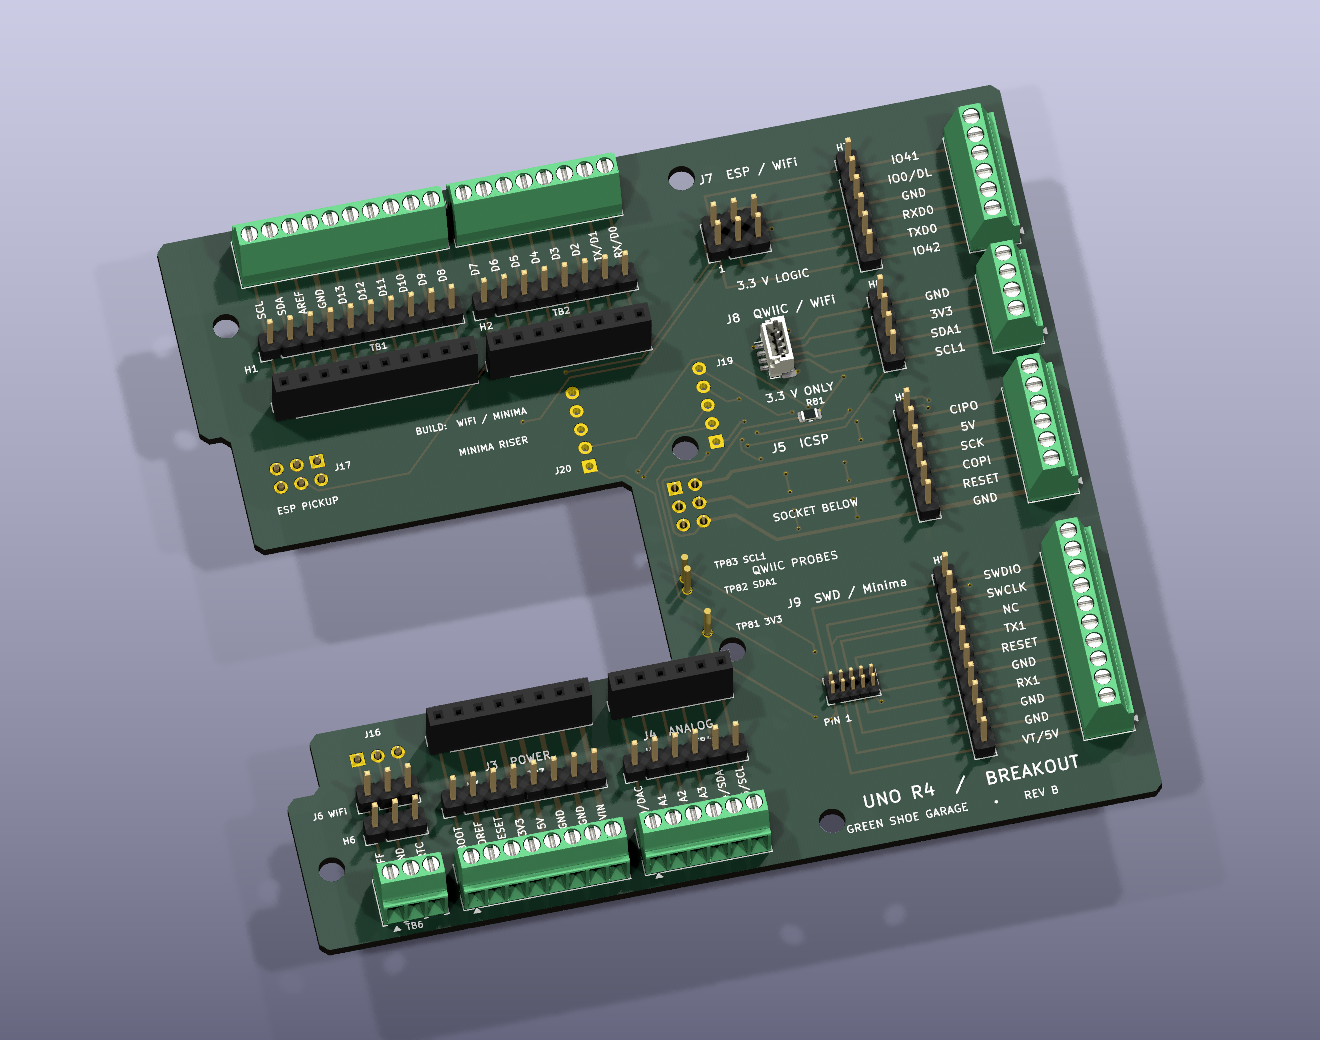 J7 ESP / WiFi
IO41
IO0/DL
GND
RXD0
TXD0
IO42
1
3.3 V LOGIC
SCL
SDA
AREF
GND
D13
D12
D11
D10
D9
D8
D7
D6
D5
D4
D3
D2
TX/D1
RX/D0
H1
TB1
H2
TB2
J8 QWIIC / WiFi
GND
3V3
SDA1
SCL1
J19
3.3 V ONLY
R81
BUILD: WIFI / MINIMA
MINIMA RISER
J20
J17
ESP PICKUP
J5 ICSP
CIPO
5V
SCK
COPI
RESET
GND
SOCKET BELOW
TP83 SCL1
QWIIC PROBES
TP82 SDA1
TP81 3V3
J9 SWD / Minima
SWDIO
SWCLK
NC
TX1
RESET
GND
RX1
GND
GND
VT/5V
PiN 1
J16
J3 POWER
J4 ANALOG
J6 WiFi
H6
3V3
5V
GND
GND
VIN
A1
A2
A3
TB6
UNO R4 / BREAKOUT
GREEN SHOE GARAGE • REV B